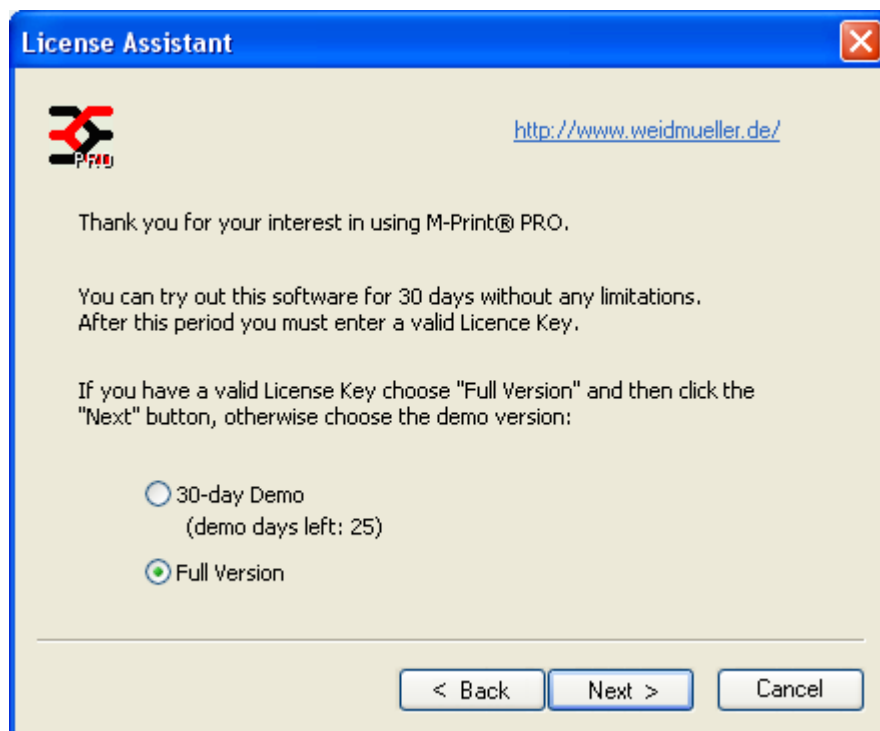 License Assistant
PRO
http://www.weidmueller.de/
Thank you for your interest in using M-Print® PRO.
You can try out this software for 30 days without any limitations.
After this period you must enter a valid Licence Key.
If you have a valid License Key choose "Full Version" and then click the
"Next" button, otherwise choose the demo version:
30-day Demo
(demo days left: 25)
Full Version
< Back
Next >
Cancel